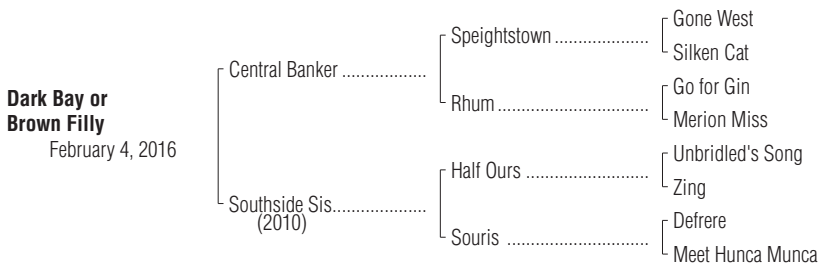 Gone West
Speightstown ....................
Silken Cat
Central Banker ..................
Go for Gin
Rhum ................................
Merion Miss
Dark Bay or
Brown Filly
February 4, 2016
Unbridled's Song
Half Ours ..........................
Zing
Southside Sis....................
(2010)
Defrere
Souris ..............................
Meet Hunca Munca